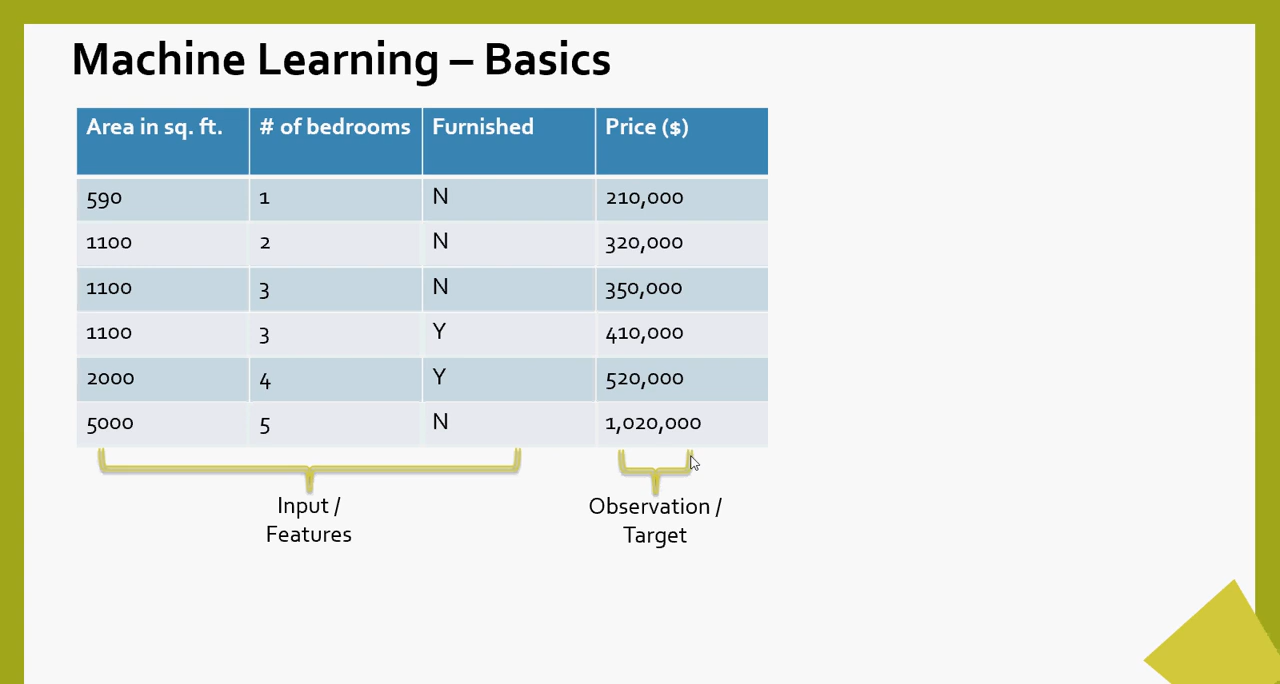 Machine Learning – Basics
Area in sq. ft. # of bedrooms Furnished Price ($)
590 1 N 210,000
1100 2 N 320,000
1100 3 N 350,000
1100 3 Y 410,000
2000 4 Y 520,000
5000 5 N 1,020,000
Input / Observation /
Features Target